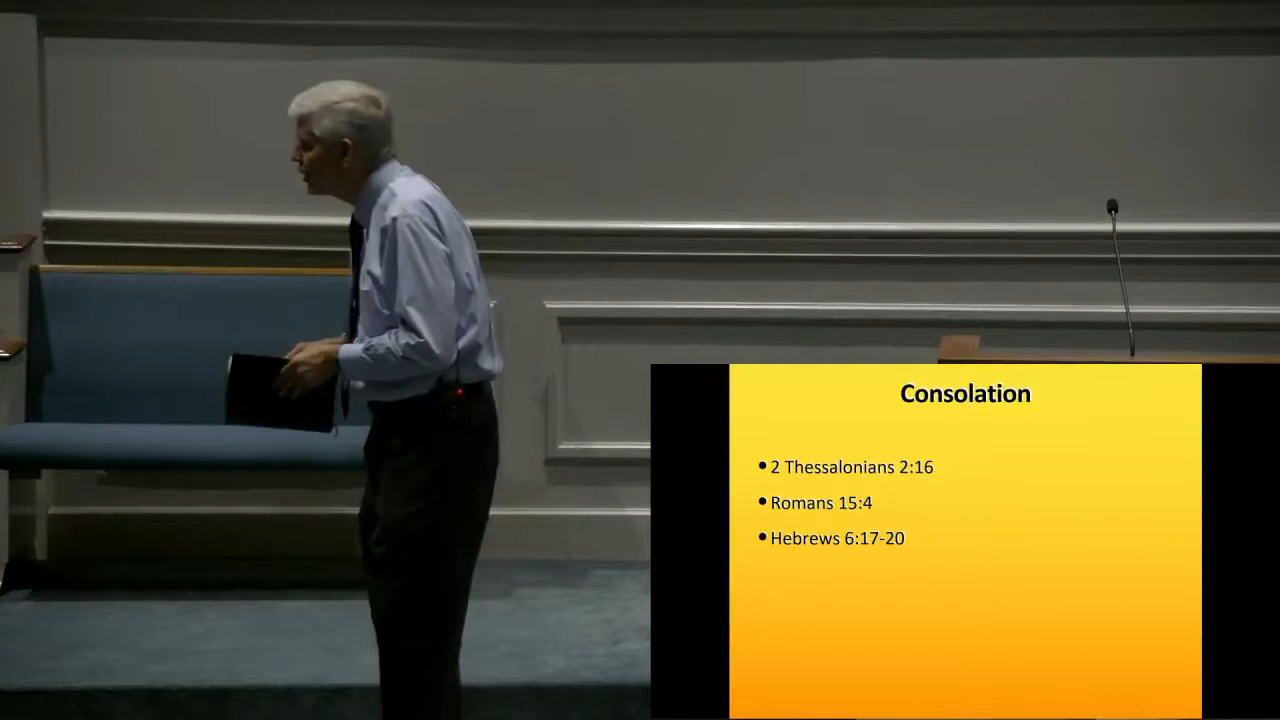 Consolation
• 2 Thessalonians 2:16
• Romans 15:4
• Hebrews 6:17-20